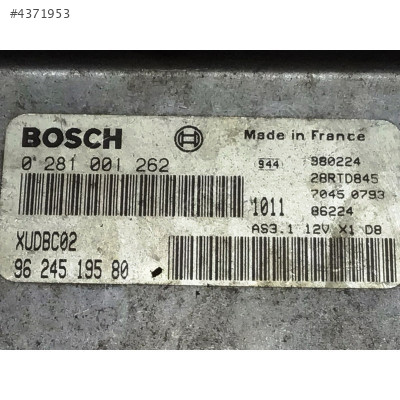 #4371953
BOSCH
Made in France
0 281 001 262
944 980224
28RTD845
7045 0793
1011 86224
XUDBC02
AS3.1 12V X1 D8
96 245 195 80